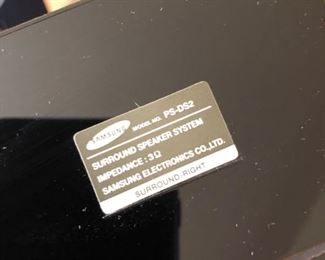 SAMSUNG MODEL NO. PS-DS2
SURROUND SPEAKER SYSTEM
IMPEDANCE : 3Ω
SAMSUNG ELECTRONICS CO.,LTD.
SURROUND-RIGHT